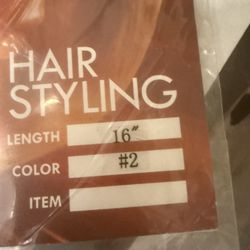 HAIR
STYLING
LENGTH 16"
COLOR #2
ITEM